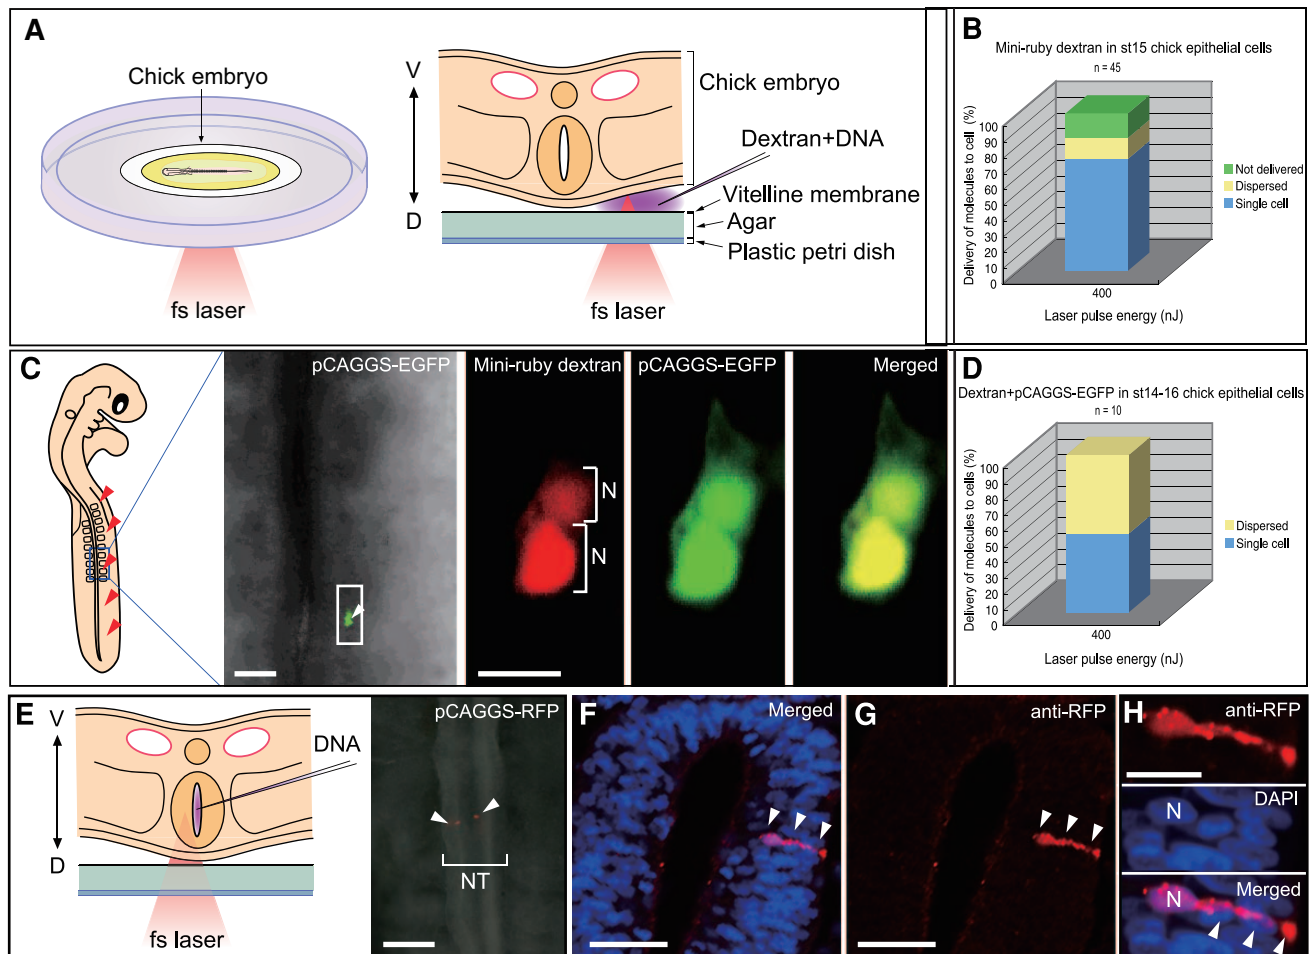 A
Chick embryo
fs laser
V
D
Chick embryo
Dextran+DNA
Vitelline membrane
Agar
Plastic petri dish
fs laser
B
Mini-ruby dextran in st15 chick epithelial cells
n = 45
Delivery of molecules to cell (%)
100
90
80
70
60
50
40
30
20
10
0
400
Laser pulse energy (nJ)
Not delivered
Dispersed
Single cell
C
pCAGGS-EGFP
Mini-ruby dextran
N
N
pCAGGS-EGFP
Merged
D
Dextran+pCAGGS-EGFP in st14-16 chick epithelial cells
n = 10
Delivery of molecules to cells (%)
100
90
80
70
60
50
40
30
20
10
0
400
Laser pulse energy (nJ)
Dispersed
Single cell
E
V
D
DNA
fs laser
pCAGGS-RFP
NT
F
Merged
G
anti-RFP
H
anti-RFP
DAPI
N
Merged
N